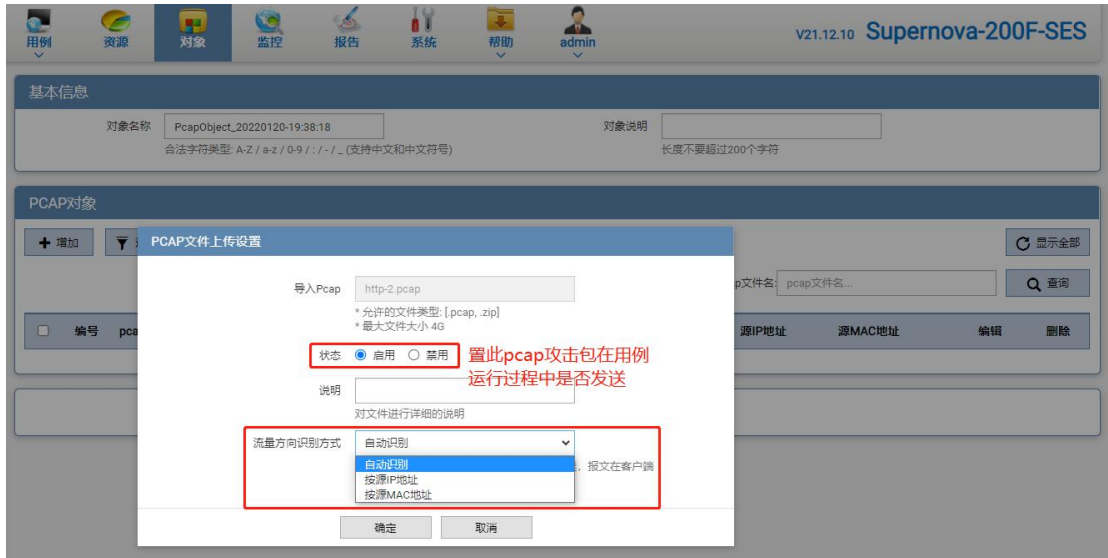 用例
资源
对象
监控
报告
系统
帮助
admin
V21.12.10 Supernova-200F-SES
基本信息
对象名称
PcapObject_20220120-19:38:18
对象说明
合法字符类型: A-Z / a-z / 0-9 / : / - / _ (支持中文和中文符号)
长度不要超过200个字符
PCAP对象
增加
显示全部
PCAP文件上传设置
p文件名:
pcap文件名...
查询
导入Pcap
http-2.pcap
* 允许的文件类型: [.pcap, .zip]
* 最大文件大小 4G
编号
pca
源IP地址
源MAC地址
编辑
删除
状态
启用
禁用
置此pcap攻击包在用例
运行过程中是否发送
说明
对文件进行详细的说明
流量方向识别方式
自动识别
自动识别
按源IP地址
按源MAC地址
，报文在客户端
确定
取消